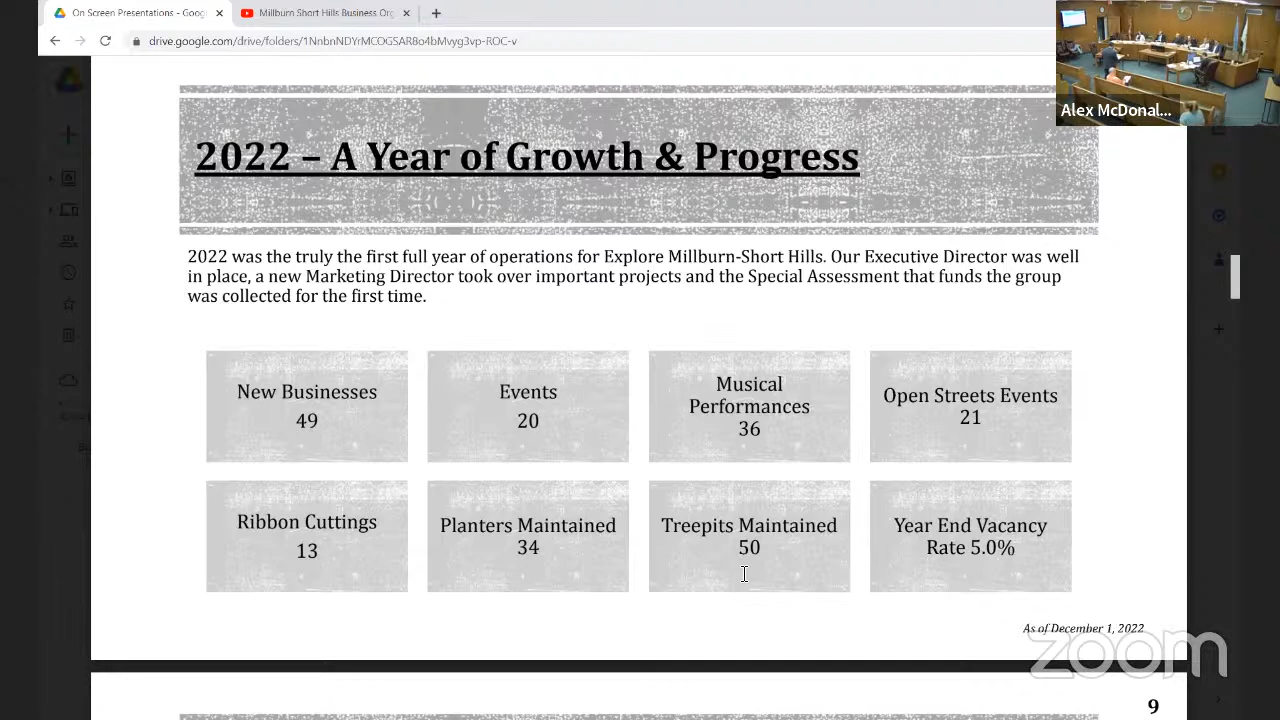 On Screen Presentations - Googl
Millburn Short Hills Business Org
drive.google.com/drive/folders/1NnbnNDYrMCOGSAR8o4bMvyg3vp-ROC-v
Alex McDonal...
2022 – A Year of Growth & Progress
2022 was the truly the first full year of operations for Explore Millburn-Short Hills. Our Executive Director was well
in place, a new Marketing Director took over important projects and the Special Assessment that funds the group
was collected for the first time.
New Businesses
49
Events
20
Musical
Performances
36
Open Streets Events
21
Ribbon Cuttings
13
Planters Maintained
34
Treepits Maintained
50
Year End Vacancy
Rate 5.0%
As of December 1, 2022
zoom
9